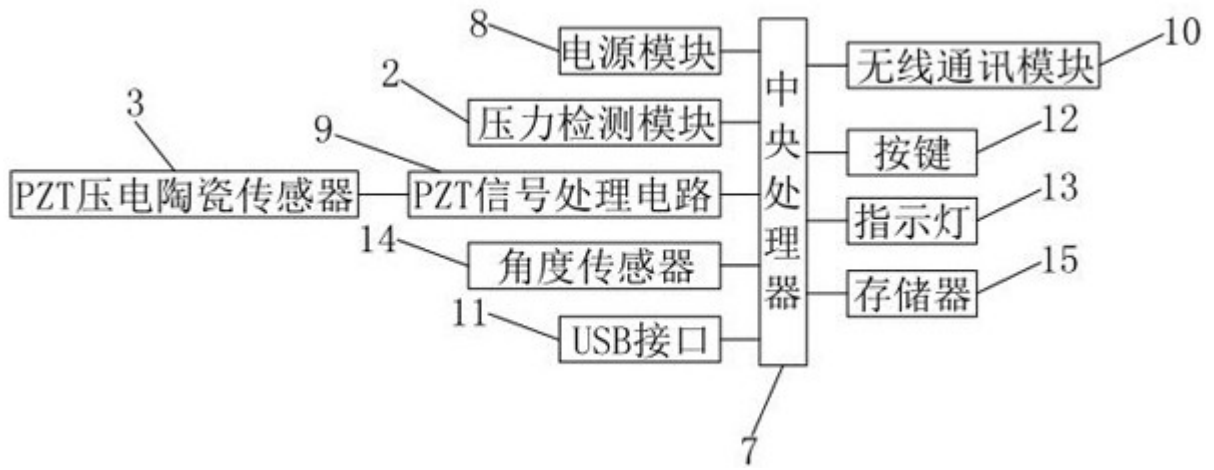 8
电源模块
2
压力检测模块
3
9
PZT压电陶瓷传感器
PZT信号处理电路
14
角度传感器
11
USB接口
中央处理器
7
10
无线通讯模块
12
按键
13
指示灯
15
存储器